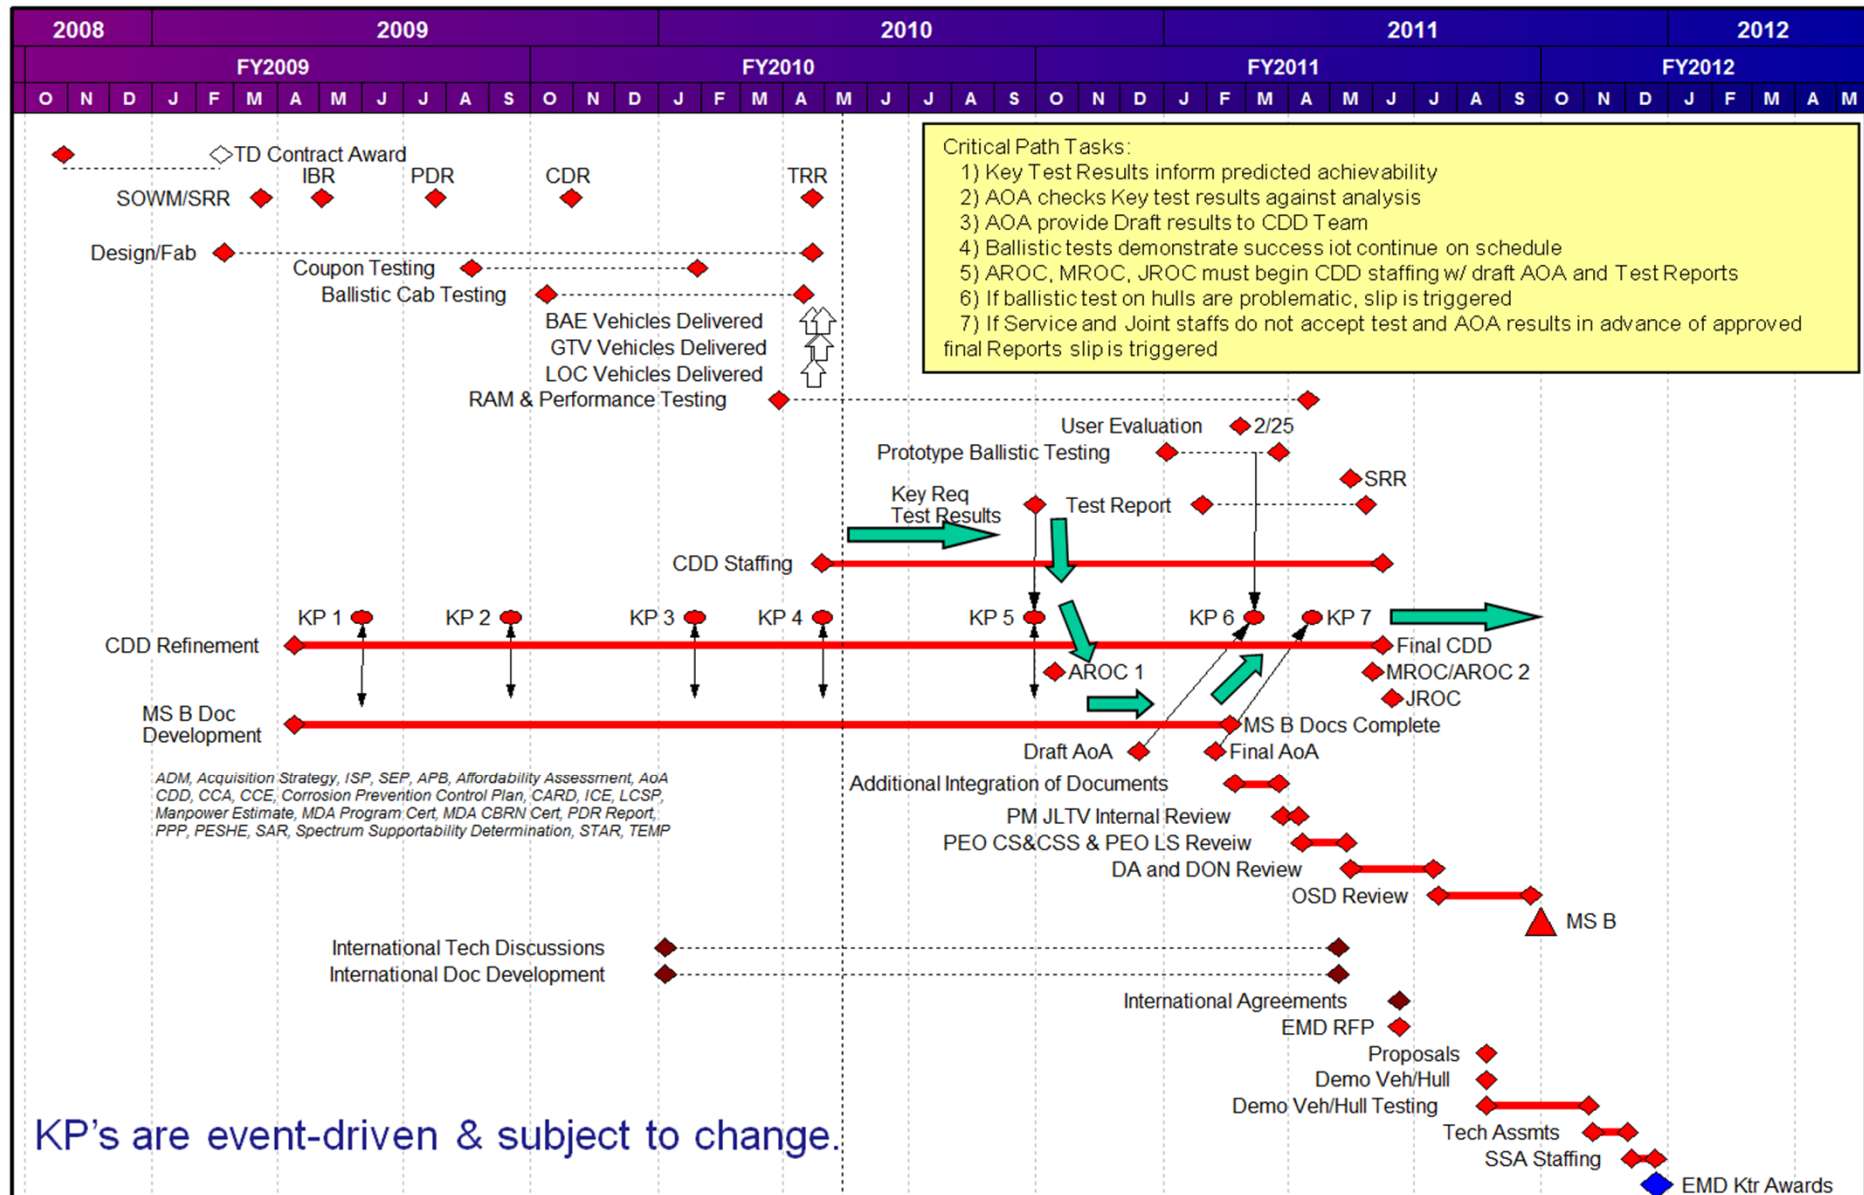 2008 2009 2010 2011 2012
FY2009 FY2010 FY2011 FY2012
O N D J F M A M J J A S O N D J F M A M J J A S O N D J F M A M J J A S O N D J F M A M
Critical Path Tasks:
1) Key Test Results inform predicted achievability
2) AOA checks Key test results against analysis
3) AOA provide Draft results to CDD Team
4) Ballistic tests demonstrate success iot continue on schedule
5) AROC, MROC, JROC must begin CDD staffing w/ draft AOA and Test Reports
6) If ballistic test on hulls are problematic, slip is triggered
7) If Service and Joint staffs do not accept test and AOA results in advance of approved
final Reports slip is triggered
TD Contract Award
IBR PDR CDR TRR
SOWM/SRR
Design/Fab
Coupon Testing
Ballistic Cab Testing
BAE Vehicles Delivered
GTV Vehicles Delivered
LOC Vehicles Delivered
RAM & Performance Testing
User Evaluation 2/25
Prototype Ballistic Testing
SRR
Key Req
Test Results
Test Report
CDD Staffing
KP 1 KP 2 KP 3 KP 4 KP 5 KP 6 KP 7
CDD Refinement Final CDD
AROC 1 MROC/AROC 2
JROC
MS B Doc
Development
MS B Docs Complete
Draft AoA Final AoA
ADM, Acquisition Strategy, ISP, SEP, APB, Affordability Assessment, AoA
CDD, CCA, CCE, Corrosion Prevention Control Plan, CARD, ICE, LCSP,
Manpower Estimate, MDA Program Cert, MDA CBRN Cert, PDR Report,
PPP, PESHE, SAR, Spectrum Supportability Determination, STAR, TEMP
Additional Integration of Documents
PM JLTV Internal Review
PEO CS&CSS & PEO LS Reveiw
DA and DON Review
OSD Review
MS B
International Tech Discussions
International Doc Development
International Agreements
EMD RFP
Proposals
Demo Veh/Hull
Demo Veh/Hull Testing
Tech Assmts
SSA Staffing
EMD Ktr Awards
KP's are event-driven & subject to change.